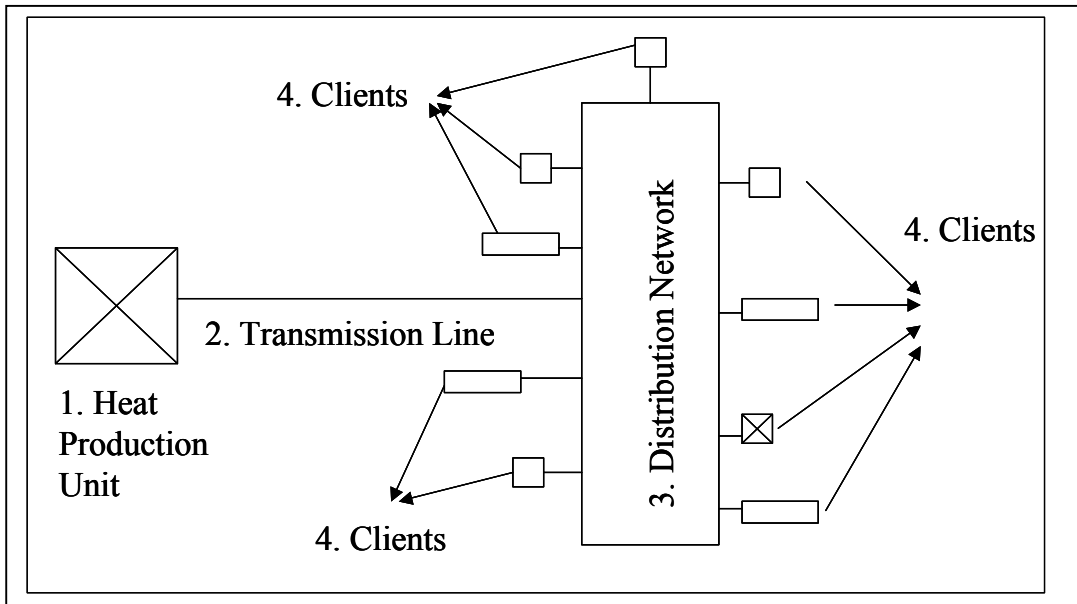 4. Clients
4. Clients
2. Transmission Line
1. Heat
Production
Unit
3. Distribution Network
4. Clients